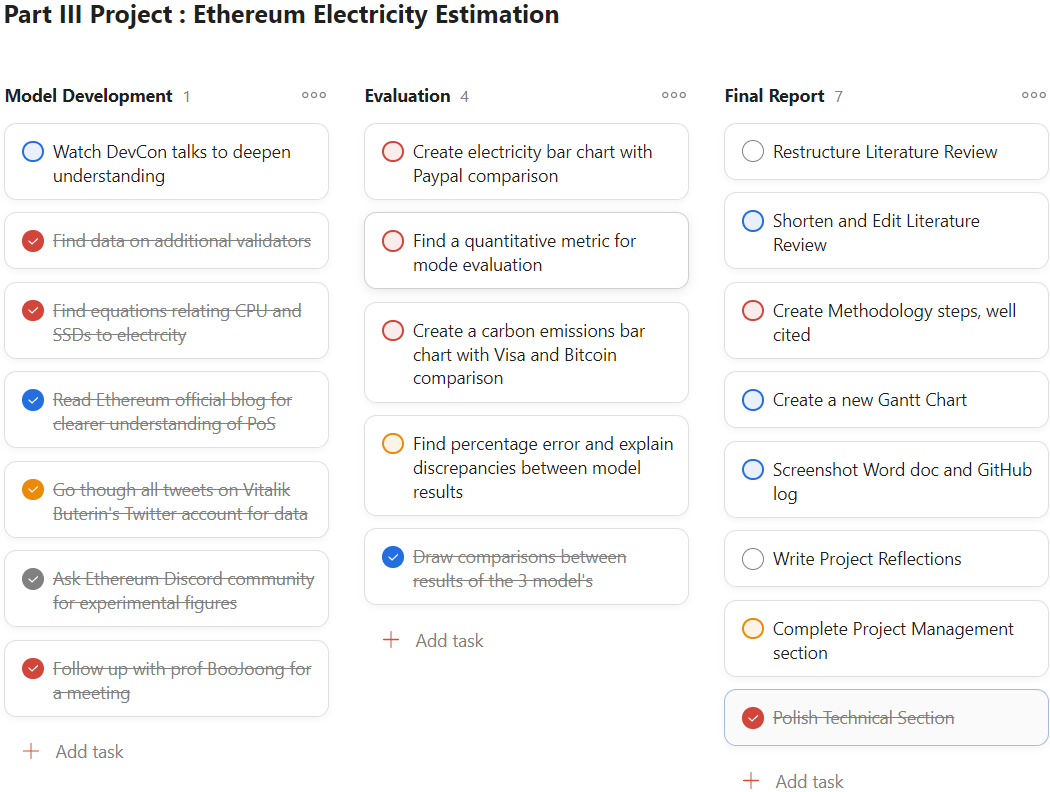 Part III Project : Ethereum Electricity Estimation
Model Development 1
Watch DevCon talks to deepen
understanding
Find data on additional validators
Find equations relating CPU and
SSDs to electrcity
Read Ethereum official blog for
clearer understanding of PoS
Go though all tweets on Vitalik
Buterin's Twitter account for data
Ask Ethereum Discord community
for experimental figures
Follow up with prof BooJoong for
a meeting
Add task
Evaluation 4
Create electricity bar chart with
Paypal comparison
Find a quantitative metric for
mode evaluation
Create a carbon emissions bar
chart with Visa and Bitcoin
comparison
Find percentage error and explain
discrepancies between model
results
Draw comparisons between
results of the 3 model's
Add task
Final Report 7
Restructure Literature Review
Shorten and Edit Literature
Review
Create Methodology steps, well
cited
Create a new Gantt Chart
Screenshot Word doc and GitHub
log
Write Project Reflections
Complete Project Management
section
Polish Technical Section
Add task